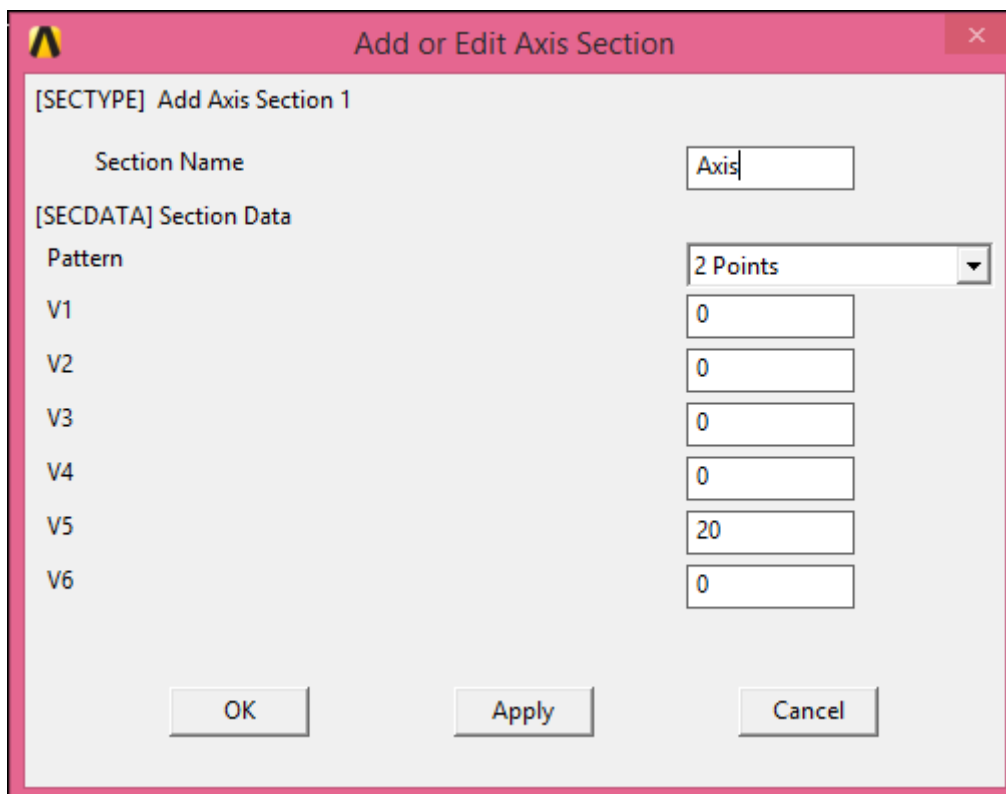 Add or Edit Axis Section
[SECTYPE] Add Axis Section 1
Section Name Axis
[SECDATA] Section Data
Pattern 2 Points
V1 0
V2 0
V3 0
V4 0
V5 20
V6 0
OK Apply Cancel